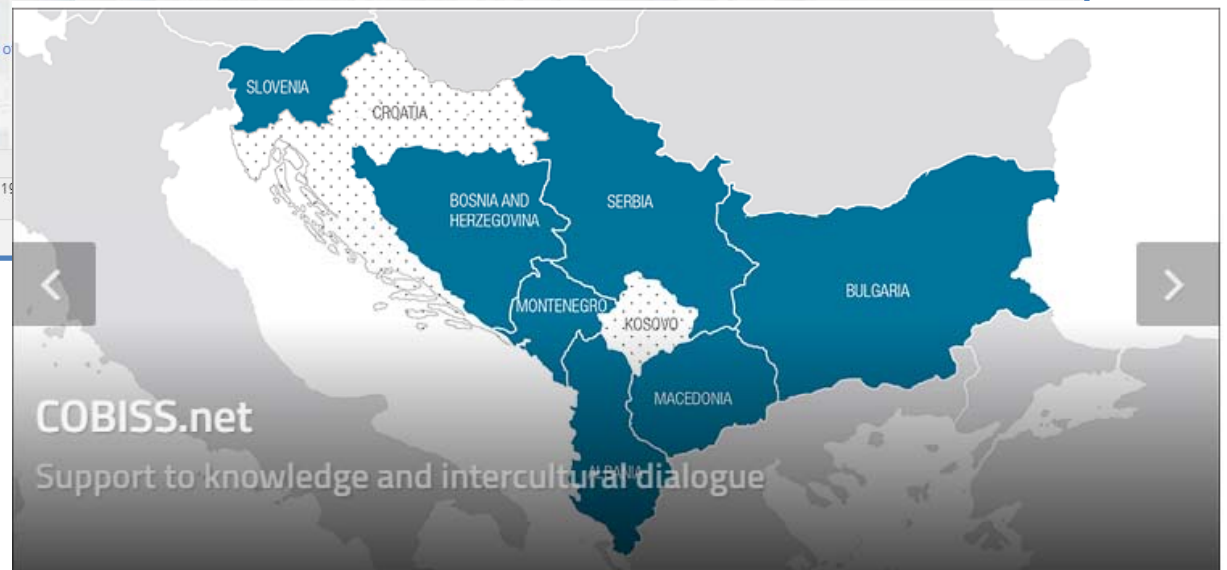 o
SLOVENIA
CROATIA
19
BOSNIA AND
HERZEGOVINA
SERBIA
BULGARIA
MONTENEGRO
KOSOVO
MACEDONIA
COBISS.net
ALBANIA
Support to knowledge and intercultural dialogue